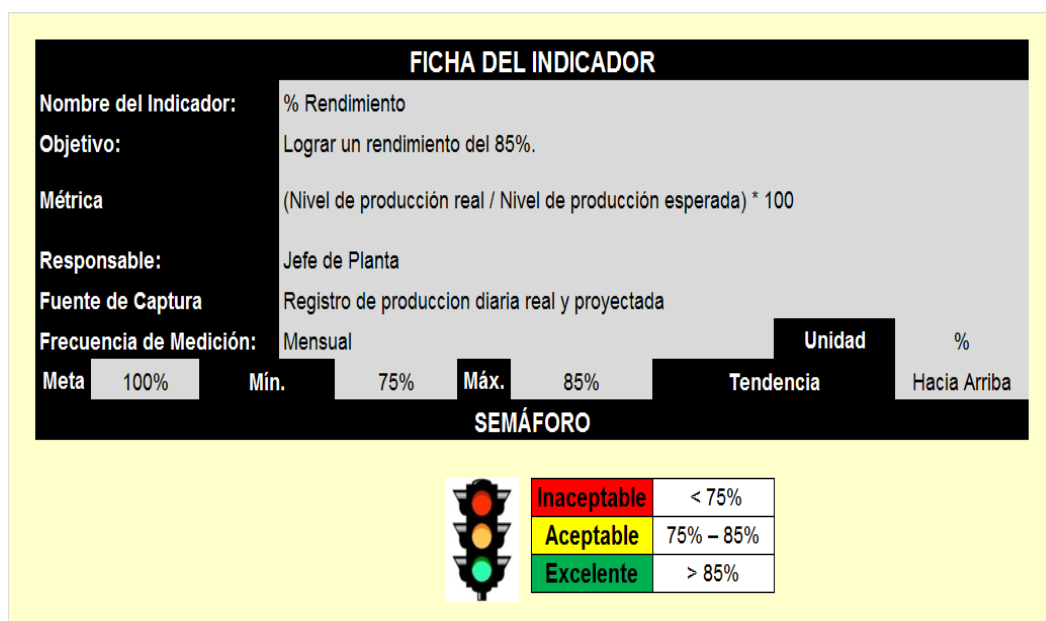 FICHA DEL INDICADOR
Nombre del Indicador: % Rendimiento
Objetivo: Lograr un rendimiento del 85%.
Métrica (Nivel de producción real / Nivel de producción esperada) * 100
Responsable: Jefe de Planta
Fuente de Captura Registro de produccion diaria real y proyectada
Frecuencia de Medición: Mensual Unidad %
Meta 100% Mín. 75% Máx. 85% Tendencia Hacia Arriba
SEMÁFORO
Inaceptable < 75%
Aceptable 75% – 85%
Excelente > 85%